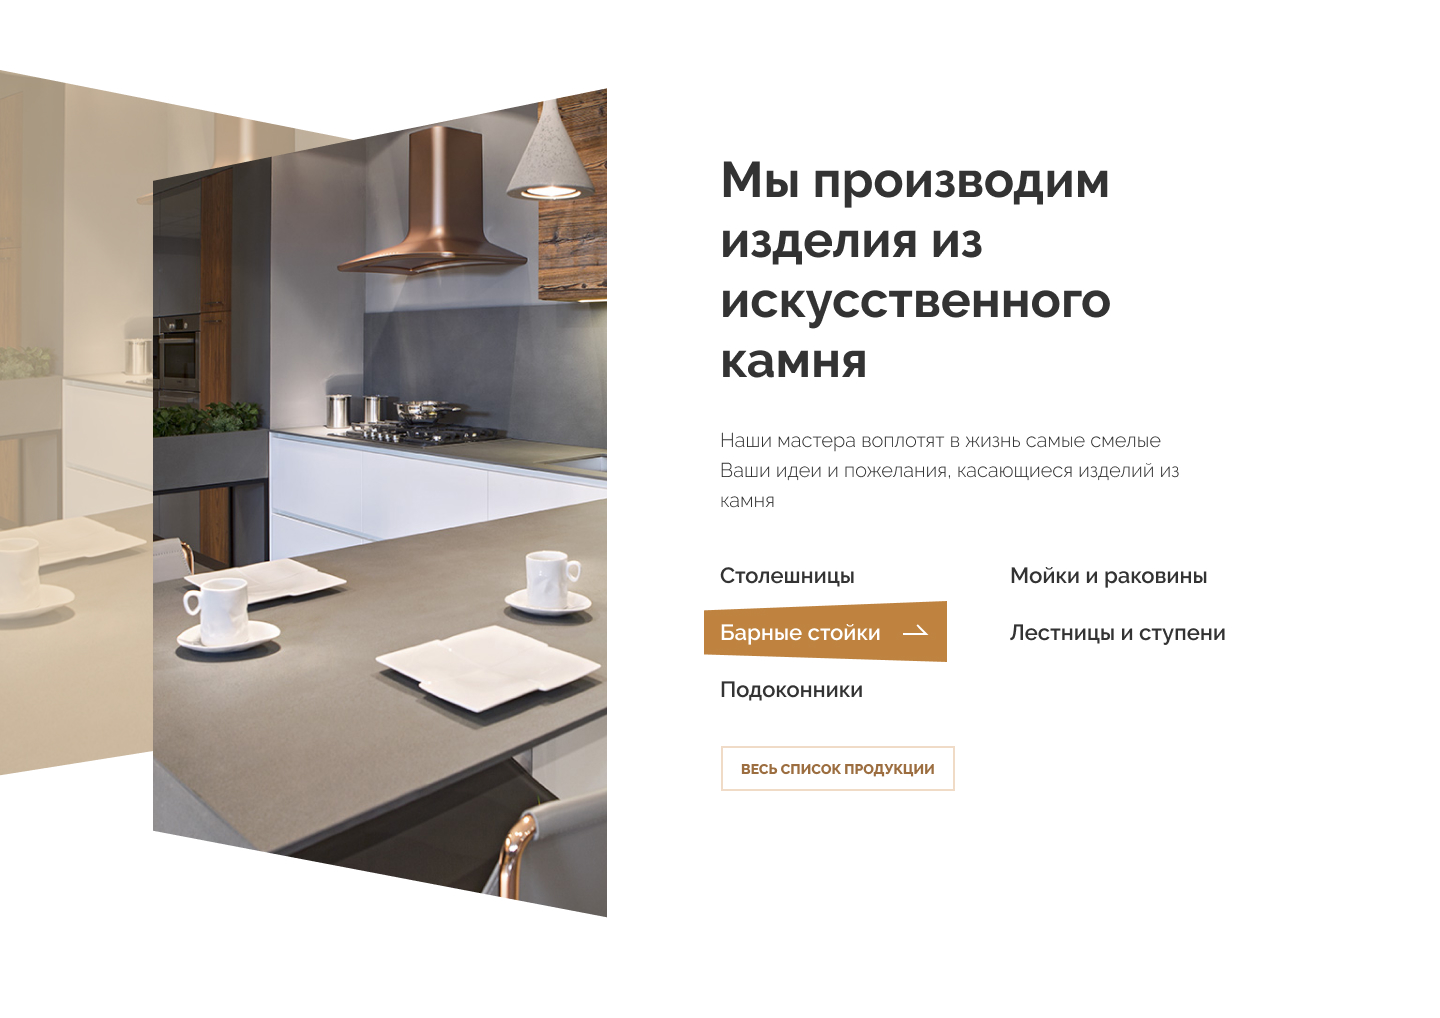 Мы производим
изделия из
искусственного
камня
Наши мастера воплотят в жизнь самые смелые
Ваши идеи и пожелания, касающиеся изделий из
камня
Столешницы
Мойки и раковины
Барные стойки
Лестницы и ступени
Подоконники
ВЕСЬ СПИСОК ПРОДУКЦИИ